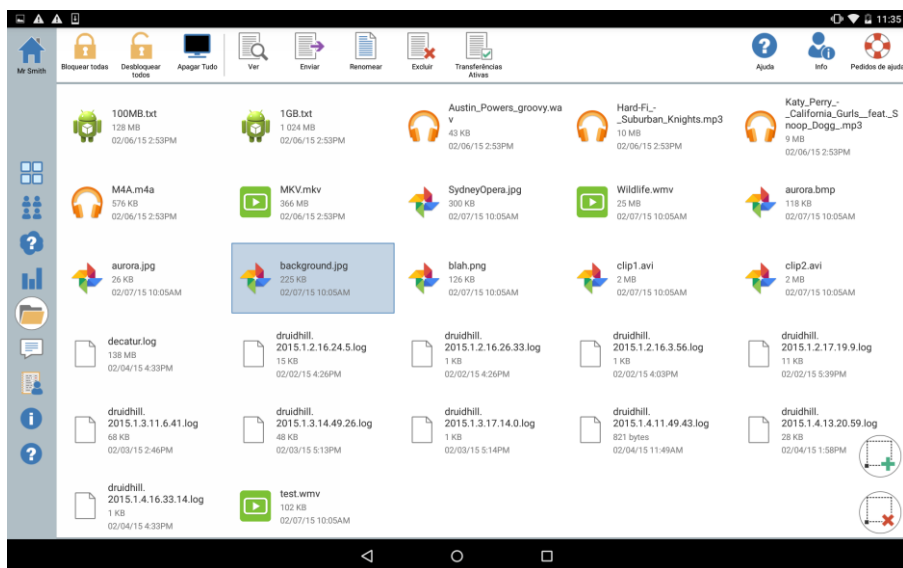 11:35
Mr Smith
Bloquear todas
Desbloquear
todos
Apagar Tudo
Ver
Enviar
Renomear
Excluir
Transferências
Ativas
Ajuda
Info
Pedidos de ajuda
100MB.txt
128 MB
02/06/15 2:53PM
1GB.txt
1 024 MB
02/06/15 2:53PM
Austin_Powers_groovy.wa
v
43 KB
02/06/15 2:53PM
Hard-Fi_-
_Suburban_Knights.mp3
10 MB
02/06/15 2:53PM
Katy_Perry_-
_California_Gurls__feat._S
noop_Dogg_.mp3
9 MB
02/06/15 2:53PM
M4A.m4a
576 KB
02/06/15 2:53PM
MKV.mkv
366 MB
02/06/15 2:53PM
SydneyOpera.jpg
300 KB
02/07/15 10:05AM
Wildlife.wmv
25 MB
02/07/15 10:05AM
aurora.bmp
118 KB
02/07/15 10:05AM
aurora.jpg
26 KB
02/07/15 10:05AM
background.jpg
225 KB
02/07/15 10:05AM
blah.png
126 KB
02/07/15 10:05AM
clip1.avi
2 MB
02/07/15 10:05AM
clip2.avi
2 MB
02/07/15 10:05AM
decatur.log
138 MB
02/04/15 4:33PM
druidhill.
2015.1.2.16.24.5.log
15 KB
02/02/15 4:26PM
druidhill.
2015.1.2.16.26.33.log
1 KB
02/02/15 4:26PM
druidhill.
2015.1.2.16.3.56.log
1 KB
02/02/15 4:03PM
druidhill.
2015.1.2.17.19.9.log
11 KB
02/02/15 5:39PM
druidhill.
2015.1.3.11.6.41.log
68 KB
02/03/15 2:46PM
druidhill.
2015.1.3.14.49.26.log
48 KB
02/03/15 5:13PM
druidhill.
2015.1.3.17.14.0.log
1 KB
02/03/15 5:14PM
druidhill.
2015.1.4.11.49.43.log
821 bytes
02/04/15 11:49AM
druidhill.
2015.1.4.13.20.59.log
28 KB
02/04/15 1:58PM
druidhill.
2015.1.4.16.33.14.log
1 KB
02/04/15 4:33PM
test.wmv
102 KB
02/07/15 10:05AM